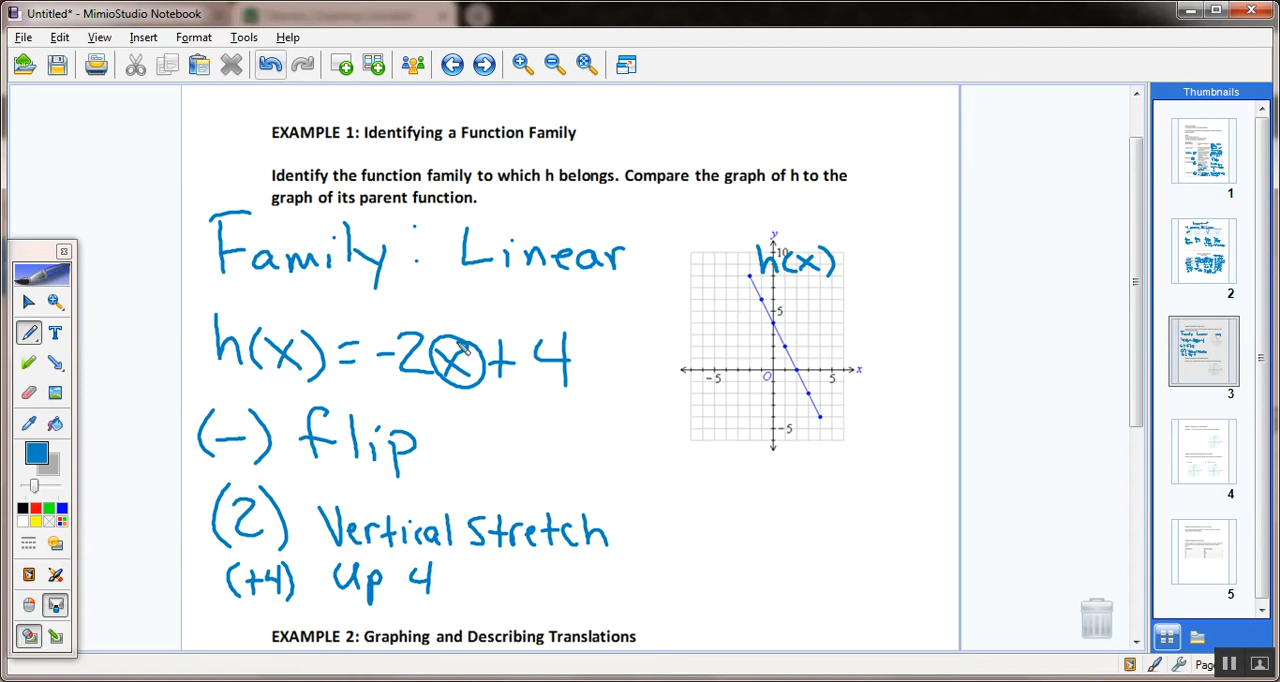 Untitled* - MimioStudio Notebook
File Edit View Insert Format Tools Help
Thumbnails
EXAMPLE 1: Identifying a Function Family
Identify the function family to which h belongs. Compare the graph of h to the
graph of its parent function.
Family: Linear
h(x) = -2x + 4
(-) flip
(2) Vertical Stretch
(+4) Up 4
y
10
h(x)
5
-5
O
5
x
-5
EXAMPLE 2: Graphing and Describing Translations
1
2
3
4
5
Page